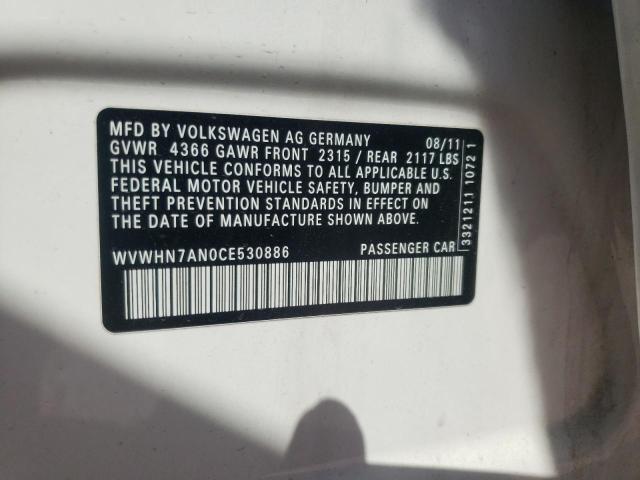 MFD BY VOLKSWAGEN AG GERMANY 08/11
GVWR 4366 GAWR FRONT 2315 / REAR 2117 LBS
THIS VEHICLE CONFORMS TO ALL APPLICABLE U.S.
FEDERAL MOTOR VEHICLE SAFETY, BUMPER AND
THEFT PREVENTION STANDARDS IN EFFECT ON
THE DATE OF MANUFACTURE SHOWN ABOVE.
WVWHN7AN0CE530886 PASSENGER CAR
3321211 1072 1